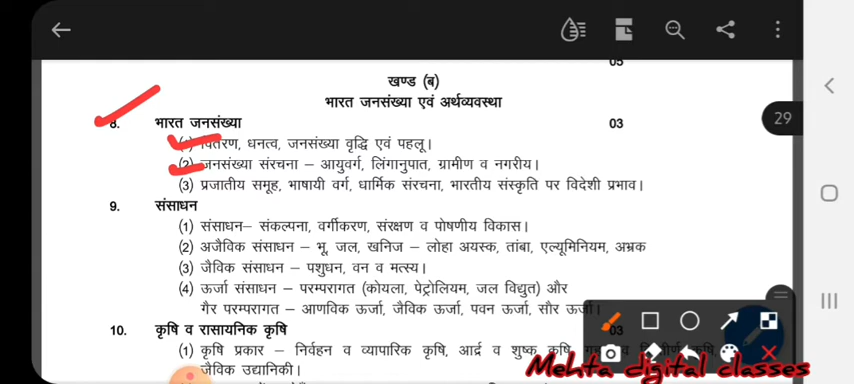 05
29
खण्ड (ब)
भारत जनसंख्या एवं अर्थव्यवस्था
8. भारत जनसंख्या 03
(1) वितरण, घनत्व, जनसंख्या वृद्धि एवं पहलू।
(2) जनसंख्या संरचना – आयुवर्ग, लिंगानुपात, ग्रामीण व नगरीय।
(3) प्रजातीय समूह, भाषायी वर्ग, धार्मिक संरचना, भारतीय संस्कृति पर विदेशी प्रभाव।
9. संसाधन
(1) संसाधन– संकल्पना, वर्गीकरण, संरक्षण व पोषणीय विकास।
(2) अजैविक संसाधन – भू, जल, खनिज – लोहा अयस्क, तांबा, एल्यूमिनियम, अभ्रक
(3) जैविक संसाधन – पशुधन, वन व मत्स्य।
(4) ऊर्जा संसाधन – परम्परागत (कोयला, पेट्रोलियम, जल विद्युत) और
गैर परम्परागत – आणविक ऊर्जा, जैविक ऊर्जा, पवन ऊर्जा, सौर ऊर्जा।
10. कृषि व रासायनिक कृषि 03
(1) कृषि प्रकार – निर्वहन व व्यापारिक कृषि, आर्द्र व शुष्क कृषि, कृषि,
जैविक उद्यानिकी।
Mehta digital classes